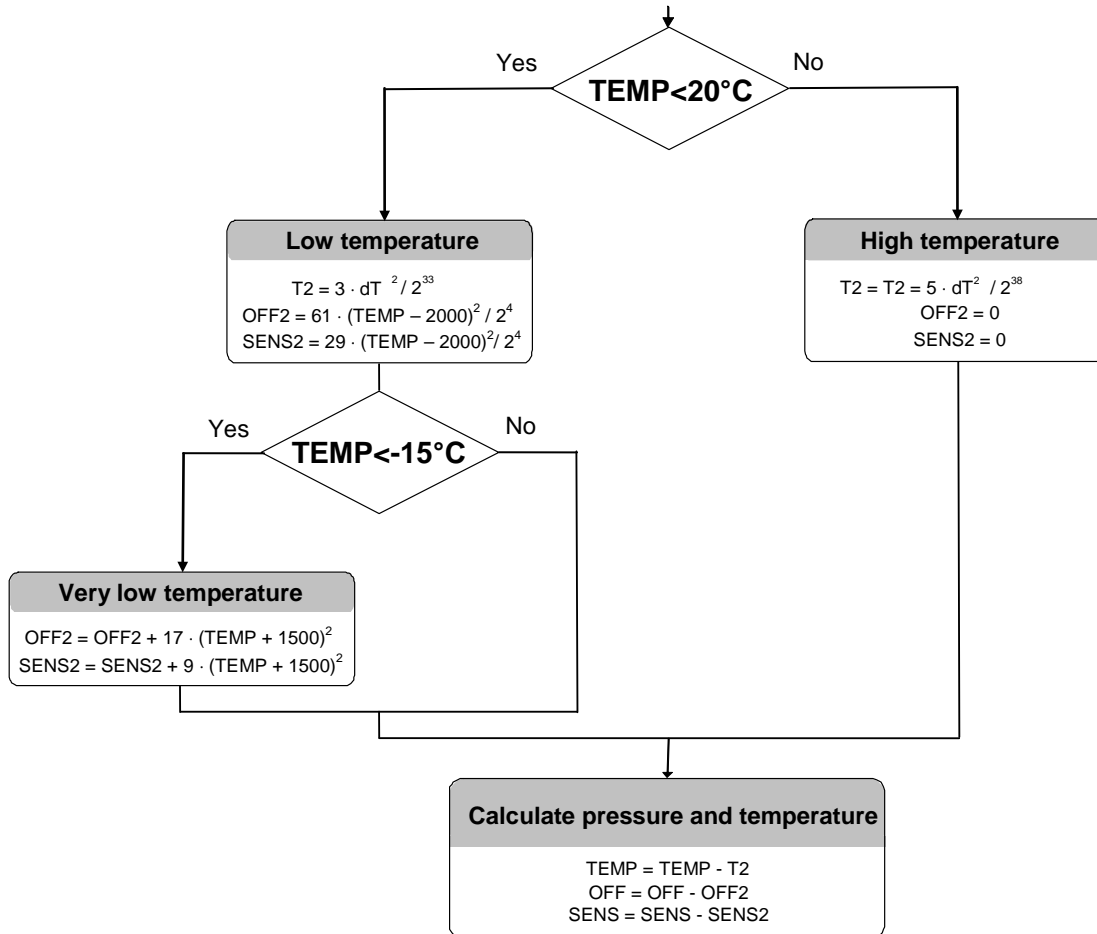 Yes
No
TEMP<20°C
Low temperature
T2 = 3 · dT ² / 2³³
OFF2 = 61 · (TEMP – 2000)² / 2⁴
SENS2 = 29 · (TEMP – 2000)²/ 2⁴
High temperature
T2 = T2 = 5 · dT² / 2³⁸
OFF2 = 0
SENS2 = 0
Yes
No
TEMP<-15°C
Very low temperature
OFF2 = OFF2 + 17 · (TEMP + 1500)²
SENS2 = SENS2 + 9 · (TEMP + 1500)²
Calculate pressure and temperature
TEMP = TEMP - T2
OFF = OFF - OFF2
SENS = SENS - SENS2